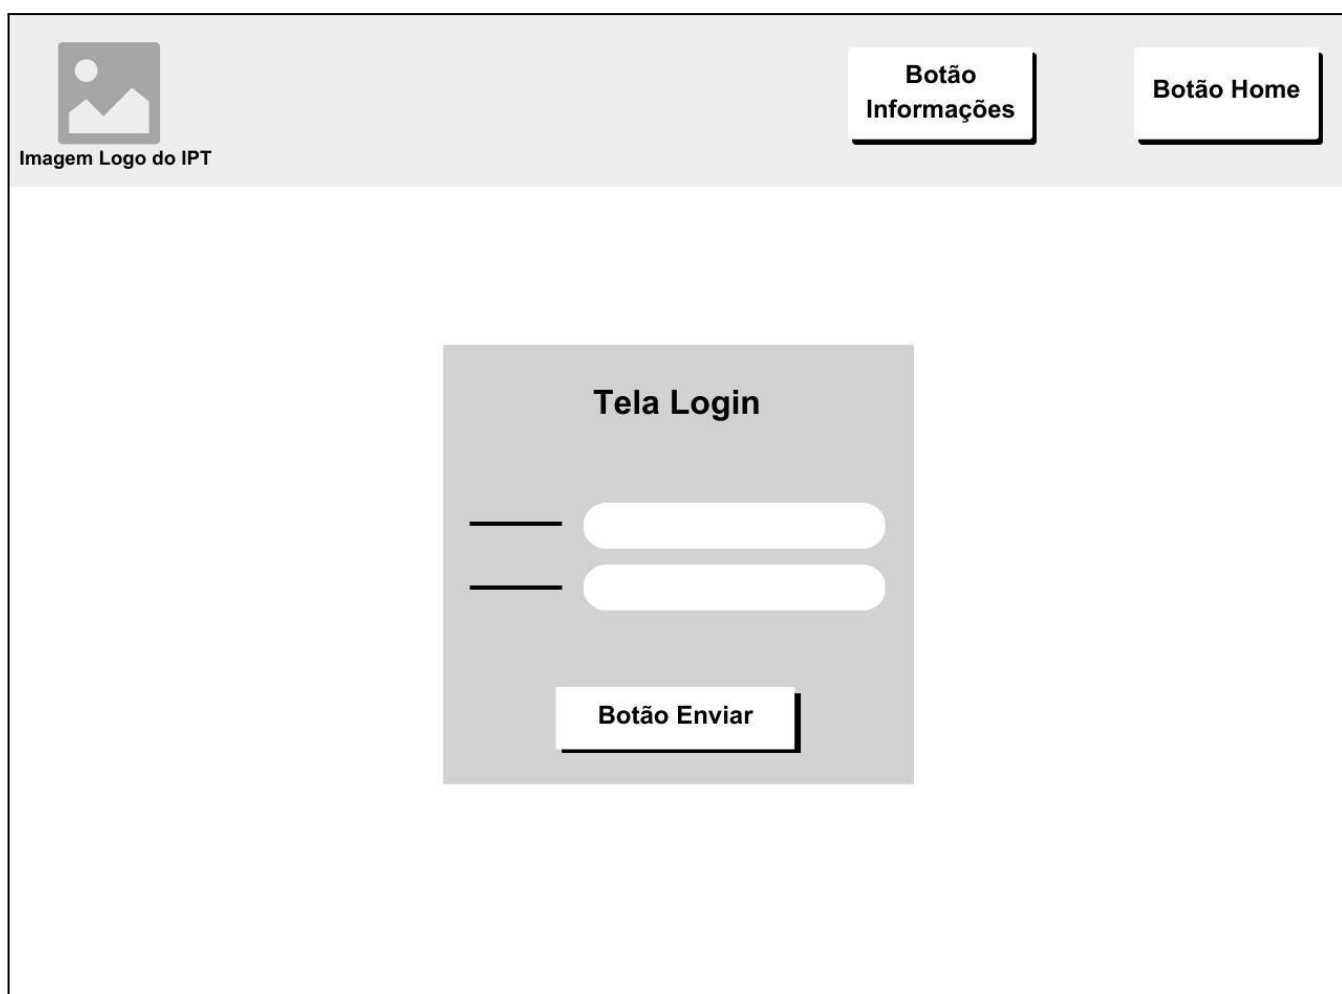 Botão
Informações
Botão Home
Imagem Logo do IPT
Tela Login
Botão Enviar